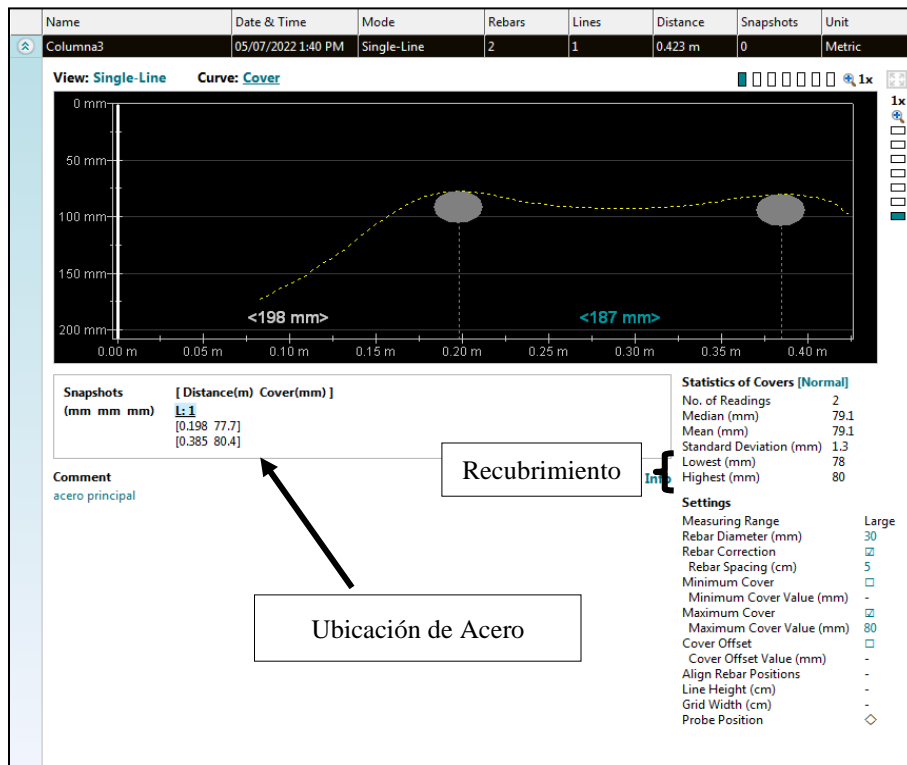 Name Date & Time Mode Rebars Lines Distance Snapshots Unit
Columna3 05/07/2022 1:40 PM Single-Line 2 1 0.423 m 0 Metric
View: Single-Line Curve: Cover 1x
1x
0 mm
50 mm
100 mm
150 mm
200 mm
<198 mm> <187 mm>
0.00 m 0.05 m 0.10 m 0.15 m 0.20 m 0.25 m 0.30 m 0.35 m 0.40 m
Snapshots [ Distance(m) Cover(mm) ]
(mm mm mm) L: 1
[0.198 77.7]
[0.385 80.4]
Comment
acero principal
Recubrimiento
Info
Ubicación de Acero
Statistics of Covers [Normal]
No. of Readings 2
Median (mm) 79.1
Mean (mm) 79.1
Standard Deviation (mm) 1.3
Lowest (mm) 78
Highest (mm) 80
Settings
Measuring Range Large
Rebar Diameter (mm) 30
Rebar Correction ☑
Rebar Spacing (cm) 5
Minimum Cover ☐
Minimum Cover Value (mm) -
Maximum Cover ☑
Maximum Cover Value (mm) 80
Cover Offset ☐
Cover Offset Value (mm) -
Align Rebar Positions -
Line Height (cm) -
Grid Width (cm) -
Probe Position ◇